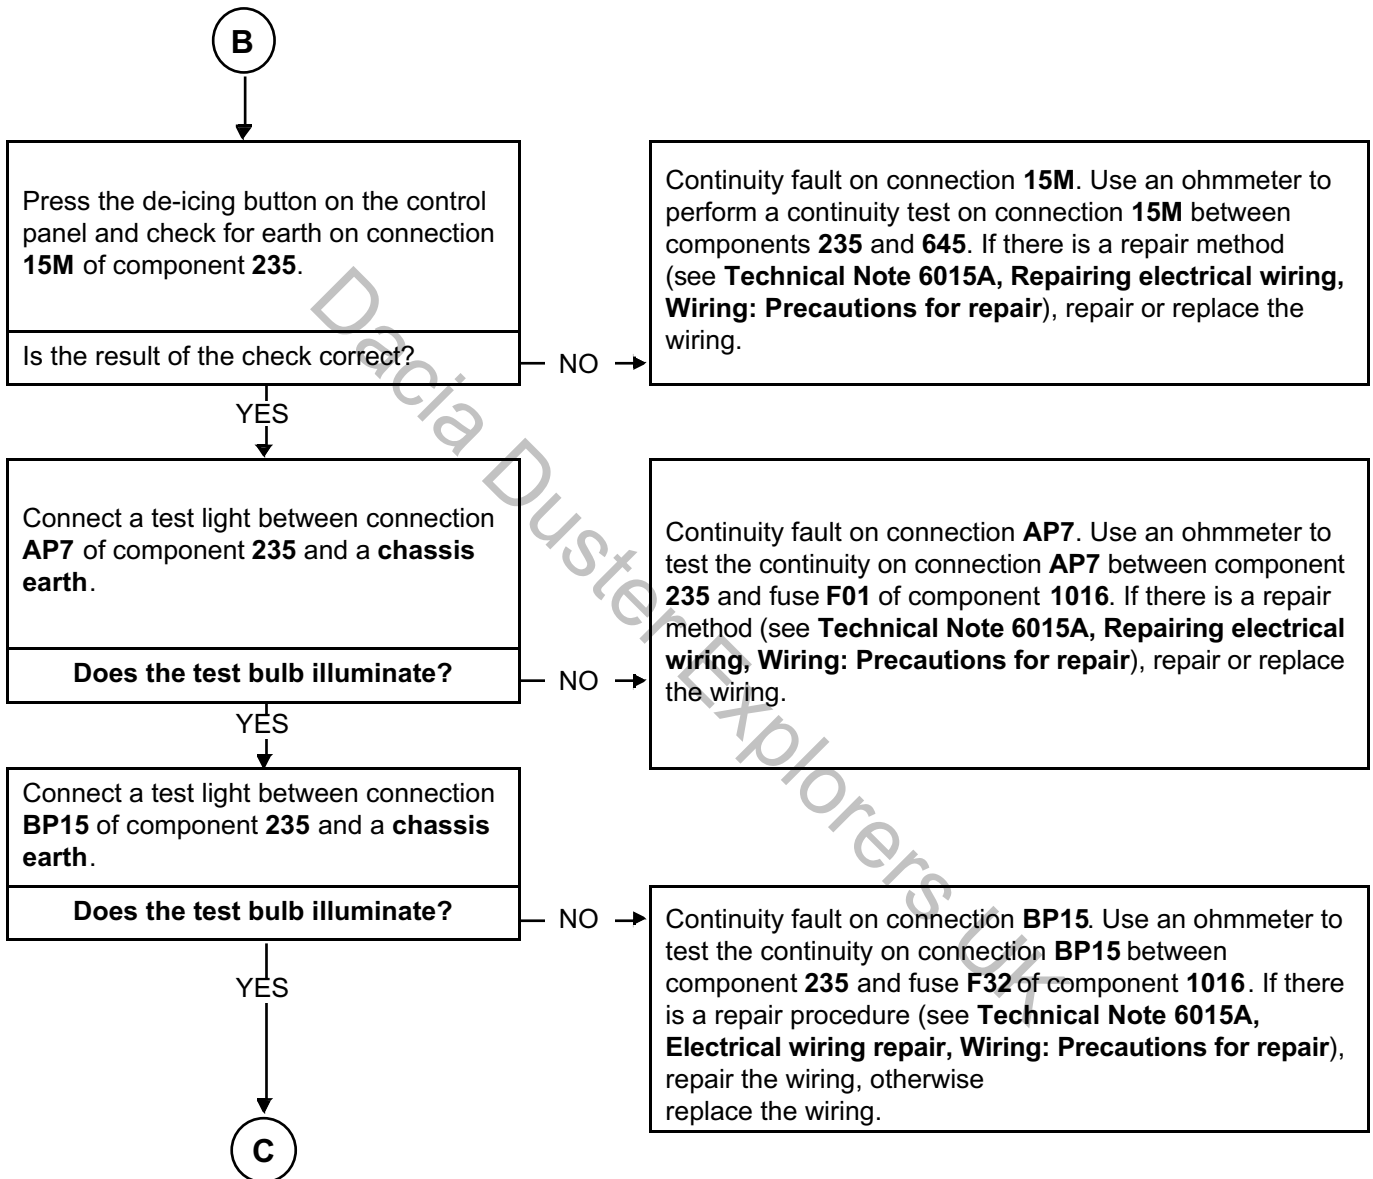 B
Press the de-icing button on the control
panel and check for earth on connection
15M of component 235.
Is the result of the check correct?
NO
Continuity fault on connection 15M. Use an ohmmeter to
perform a continuity test on connection 15M between
components 235 and 645. If there is a repair method
(see Technical Note 6015A, Repairing electrical wiring,
Wiring: Precautions for repair), repair or replace the
wiring.
YES
Connect a test light between connection
AP7 of component 235 and a chassis
earth.
Does the test bulb illuminate?
NO
Continuity fault on connection AP7. Use an ohmmeter to
test the continuity on connection AP7 between component
235 and fuse F01 of component 1016. If there is a repair
method (see Technical Note 6015A, Repairing electrical
wiring, Wiring: Precautions for repair), repair or replace
the wiring.
YES
Connect a test light between connection
BP15 of component 235 and a chassis
earth.
Does the test bulb illuminate?
NO
Continuity fault on connection BP15. Use an ohmmeter to
test the continuity on connection BP15 between
component 235 and fuse F32 of component 1016. If there
is a repair procedure (see Technical Note 6015A,
Electrical wiring repair, Wiring: Precautions for repair),
repair the wiring, otherwise
replace the wiring.
YES
C
Dacia Duster Explorers UK